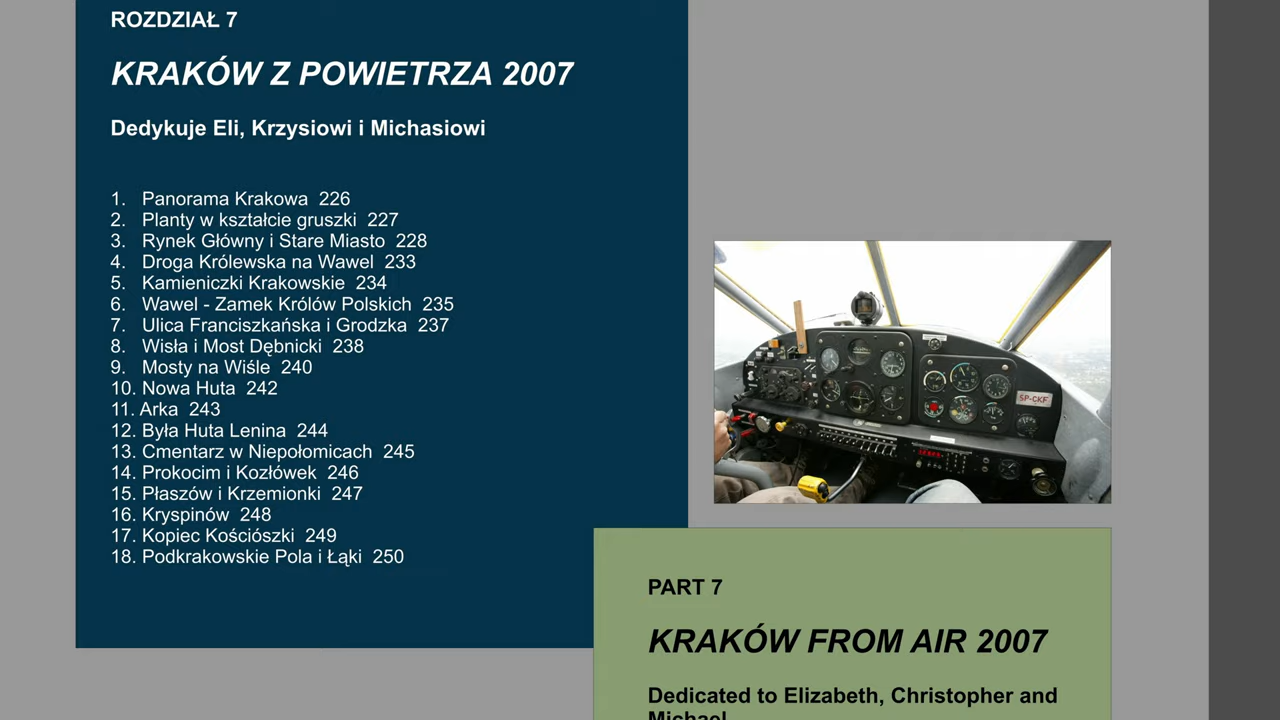 ROZDZIAŁ 7
KRAKÓW Z POWIETRZA 2007
Dedykuje Eli, Krzysiowi i Michasiowi
1. Panorama Krakowa 226
2. Planty w kształcie gruszki 227
3. Rynek Główny i Stare Miasto 228
4. Droga Królewska na Wawel 233
5. Kamieniczki Krakowskie 234
6. Wawel - Zamek Królów Polskich 235
7. Ulica Franciszkańska i Grodzka 237
8. Wisła i Most Dębnicki 238
9. Mosty na Wiśle 240
10. Nowa Huta 242
11. Arka 243
12. Była Huta Lenina 244
13. Cmentarz w Niepołomicach 245
14. Prokocim i Kozłówek 246
15. Płaszów i Krzemionki 247
16. Kryspinów 248
17. Kopiec Kościószki 249
18. Podkrakowskie Pola i Łąki 250
SP-CKF
PART 7
KRAKÓW FROM AIR 2007
Dedicated to Elizabeth, Christopher and
Michael